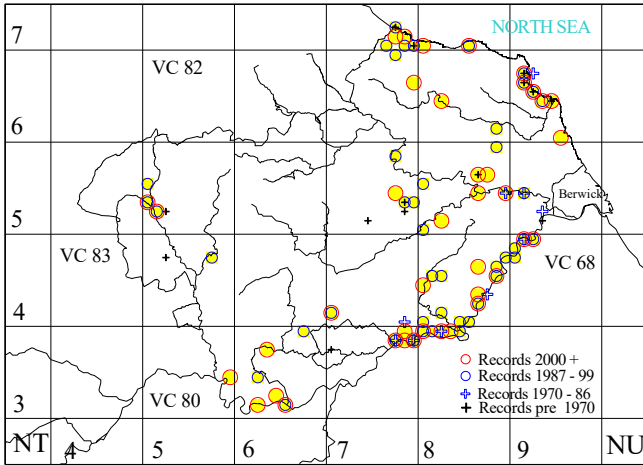 NORTH SEA
7
VC 82
6
Berwick
5
VC 83
VC 68
4
Records 2000 +
Records 1987 - 99
Records 1970 - 86
Records pre 1970
VC 80
3
NT 4 5 6 7 8 9 NU